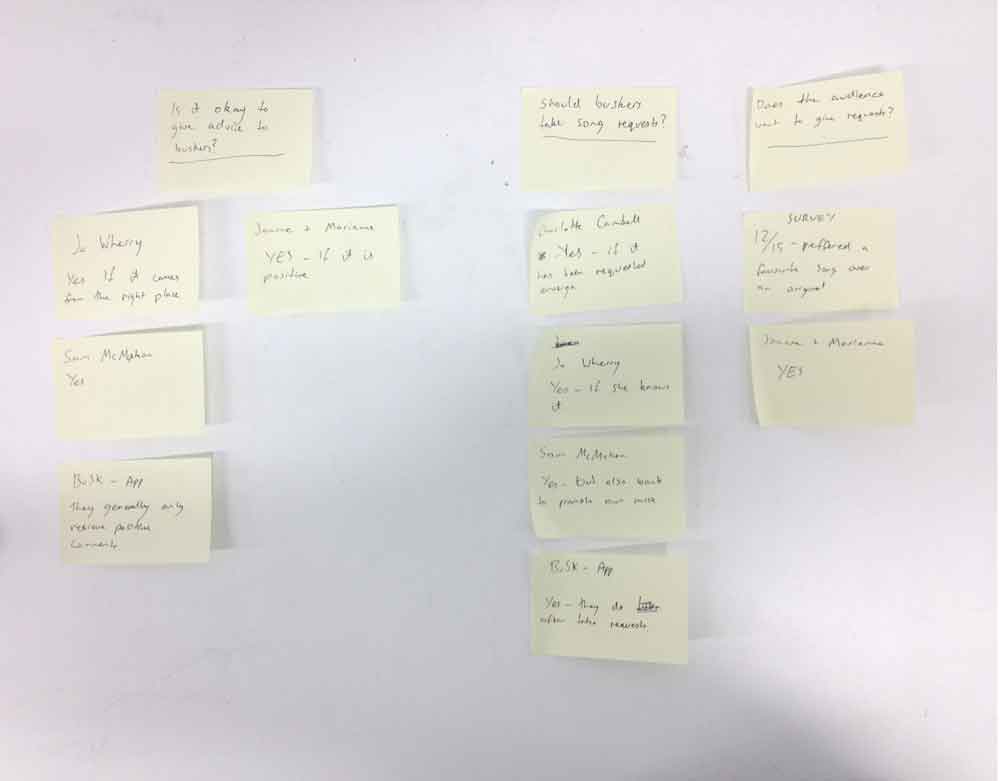 Is it okay to
give advice to
buskers?
Jo Wherry
Yes If it comes
from the right place
Joanne + Marianne
YES - If it is
positive
Sam McMahon
Yes
BuSK - App
They generally only
recieve positive
comments
Should buskers
take song requests?
Charlotte Cambell
* Yes - if it
has been requested
enough
Jo Wherry
Yes - If she knows
it
Sam McMahon
Yes - but also want
to promote own music
BuSK - App
Yes - they do
often take requests.
Does the audience
want to give requests?
SURVEY
12/15 - preffered a
favourite song over
an original
Joanne + Marianne
YES